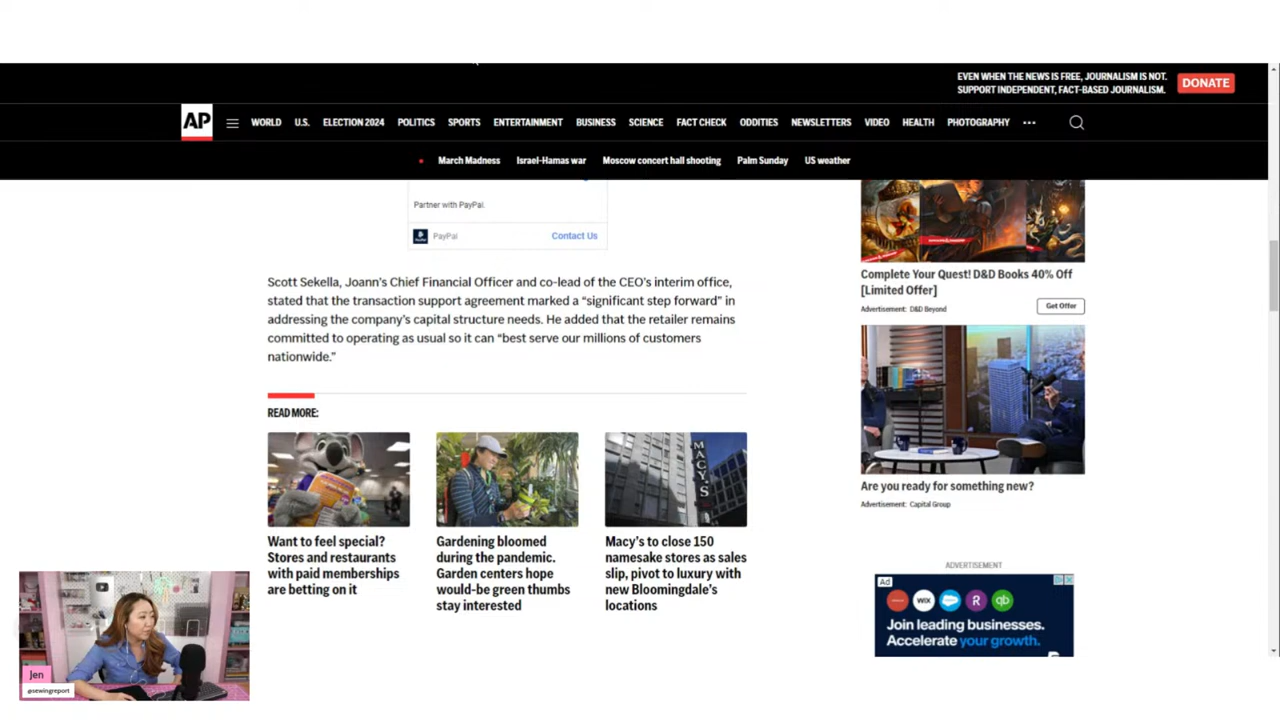 EVEN WHEN THE NEWS IS FREE, JOURNALISM IS NOT.
SUPPORT INDEPENDENT, FACT-BASED JOURNALISM.
DONATE
AP
WORLD U.S. ELECTION 2024 POLITICS SPORTS ENTERTAINMENT BUSINESS SCIENCE FACT CHECK ODDITIES NEWSLETTERS VIDEO HEALTH PHOTOGRAPHY
March Madness Israel-Hamas war Moscow concert hall shooting Palm Sunday US weather
Partner with PayPal.
PayPal Contact Us
Scott Sekella, Joann's Chief Financial Officer and co-lead of the CEO's interim office,
stated that the transaction support agreement marked a “significant step forward” in
addressing the company's capital structure needs. He added that the retailer remains
committed to operating as usual so it can “best serve our millions of customers
nationwide.”
READ MORE:
MACY'S
Want to feel special?
Stores and restaurants
with paid memberships
are betting on it
Gardening bloomed
during the pandemic.
Garden centers hope
would-be green thumbs
stay interested
Macy's to close 150
namesake stores as sales
slip, pivot to luxury with
new Bloomingdale's
locations
Complete Your Quest! D&D Books 40% Off
[Limited Offer]
Advertisement: D&D Beyond
Get Offer
Are you ready for something new?
Advertisement: Capital Group
ADVERTISEMENT
Ad
WIX
R
qb
Join leading businesses.
Accelerate your growth.
Jen
@sewingreport